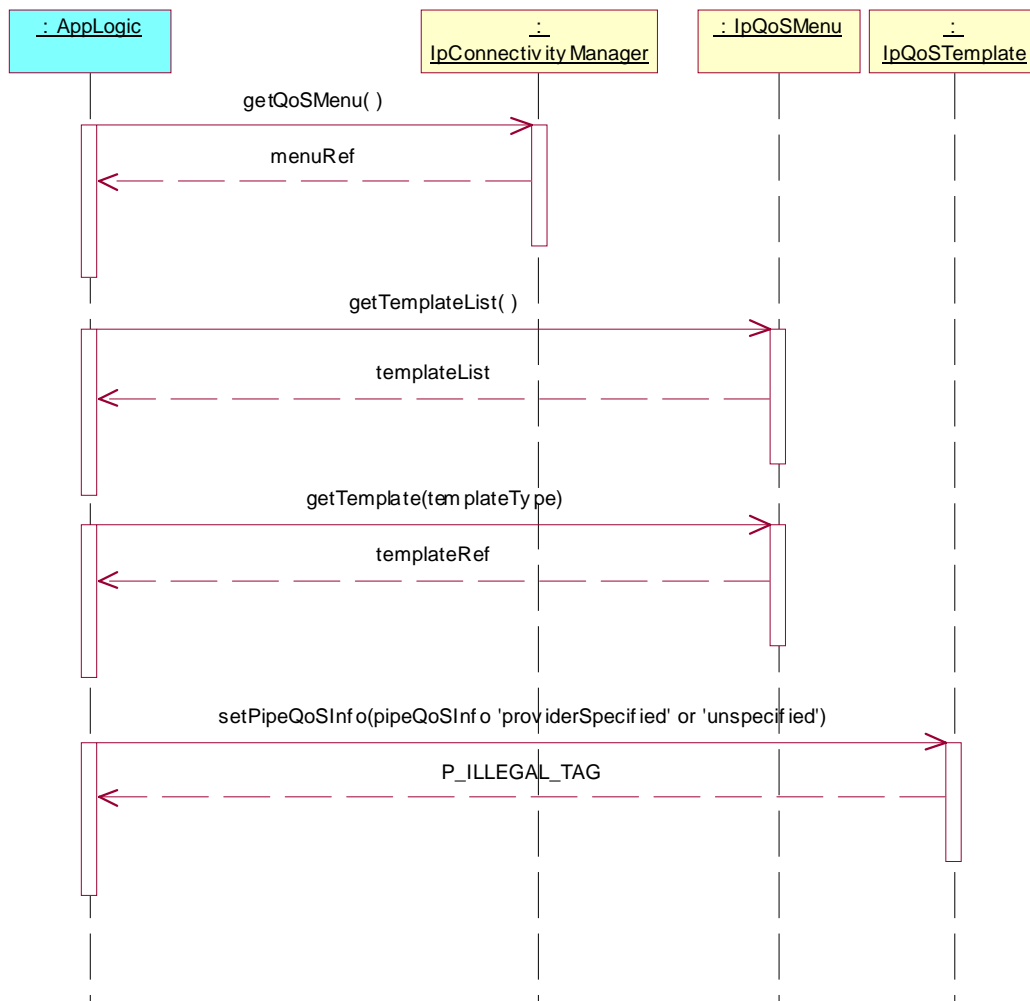 : AppLogic
:
IpConnectivityManager
: IpQoSMenu
:
IpQoSTemplate
getQoSMenu( )
menuRef
getTemplateList( )
templateList
getTemplate(templateType)
templateRef
setPipeQoSInfo(pipeQoSInfo 'providerSpecified' or 'unspecified')
P_ILLEGAL_TAG